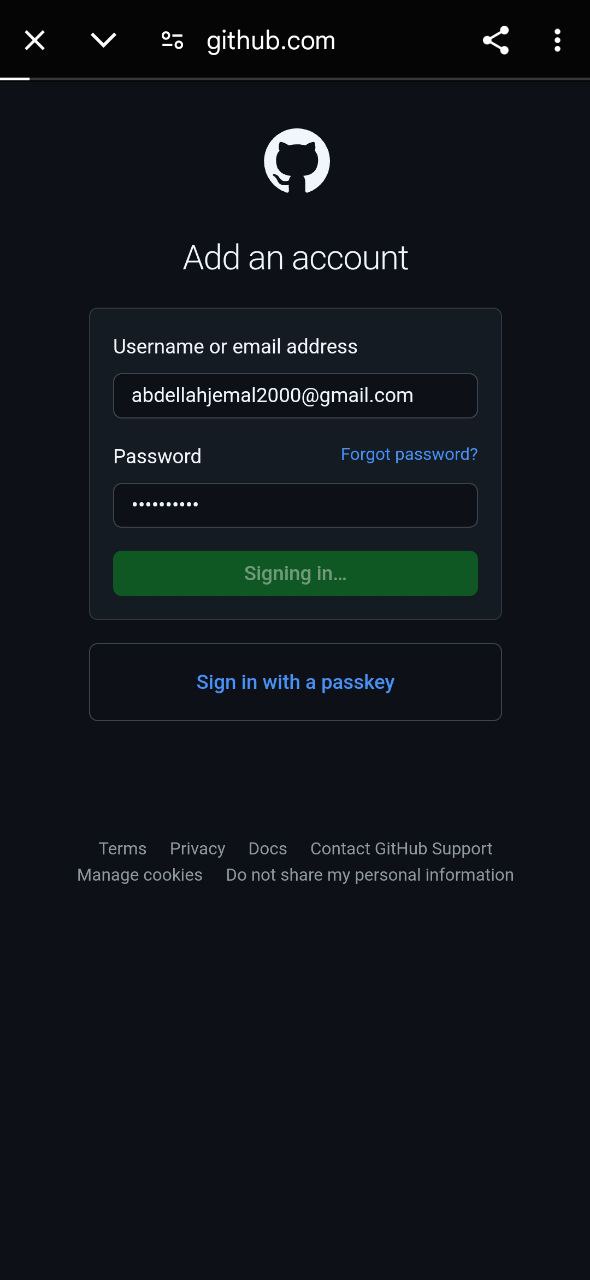 github.com
Add an account
Username or email address
abdellahjemal2000@gmail.com
Password Forgot password?
••••••••••
Signing in…
Sign in with a passkey
Terms Privacy Docs Contact GitHub Support
Manage cookies Do not share my personal information